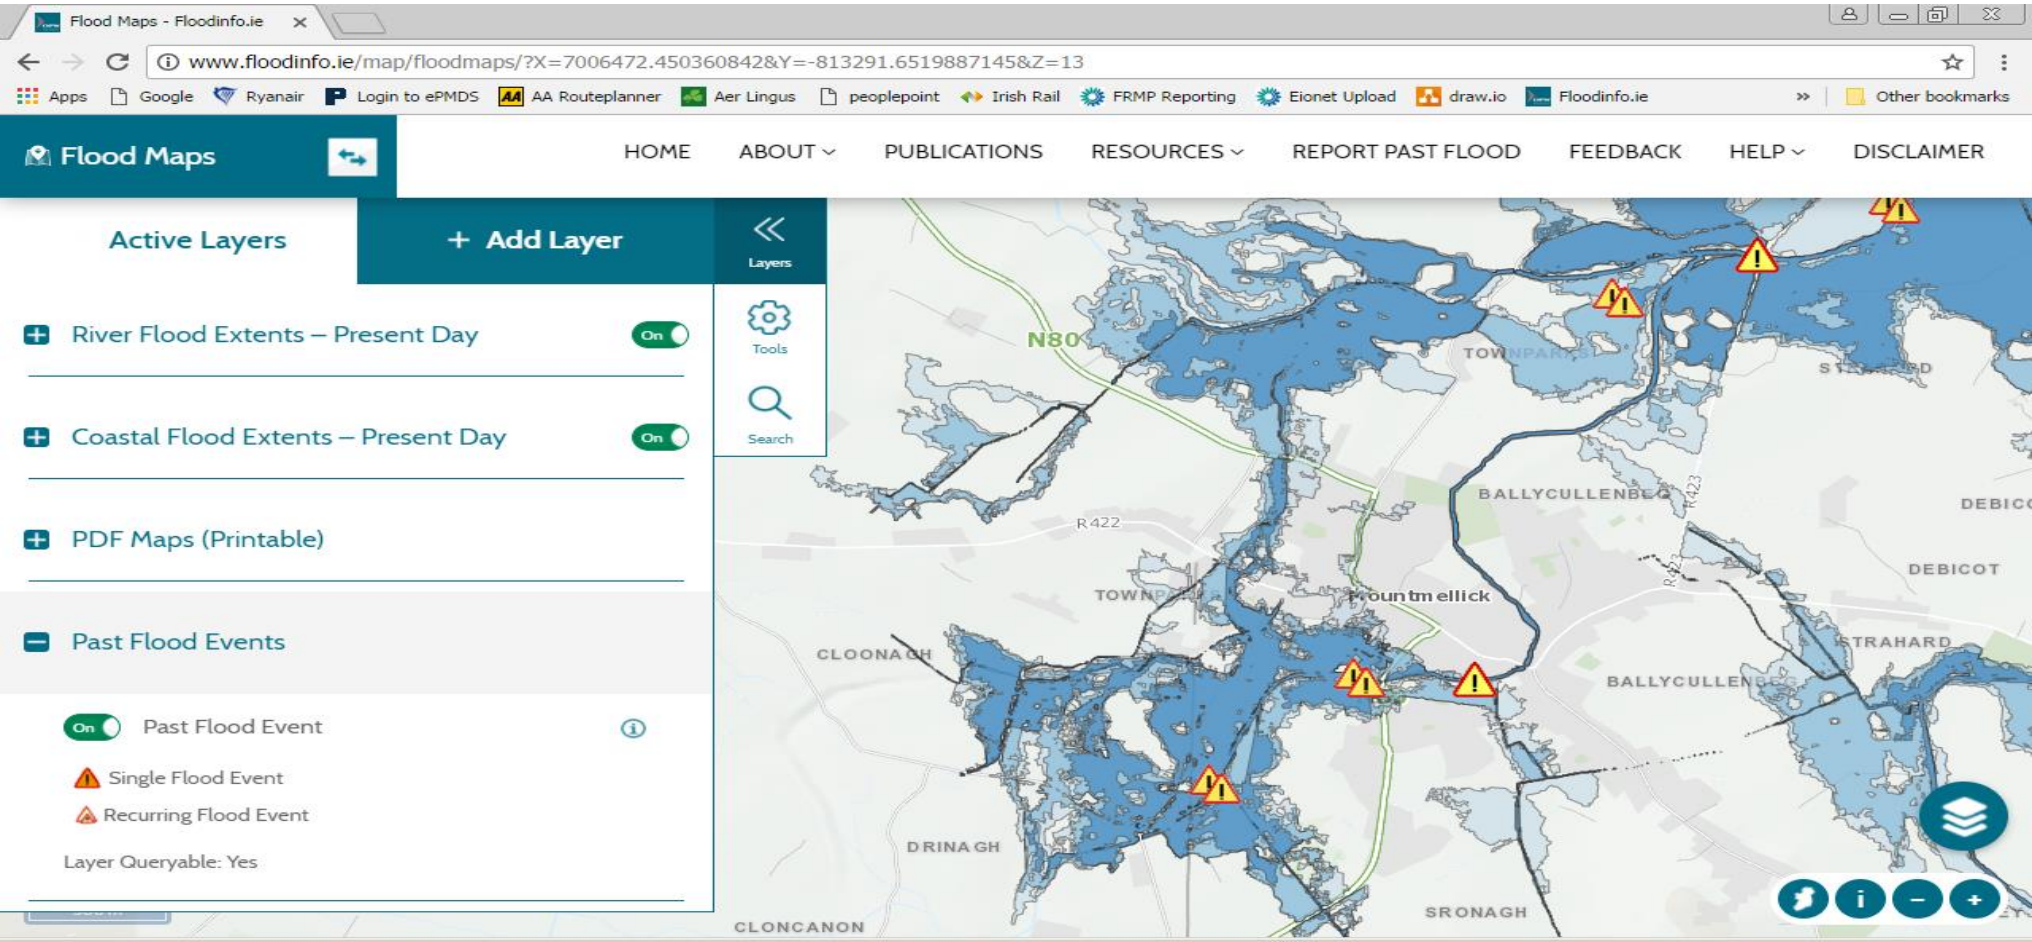 Flood Maps - Floodinfo.ie
www.floodinfo.ie/map/floodmaps/?X=7006472.450360842&Y=-813291.6519887145&Z=13
Apps Google Ryanair Login to ePMDS AA AA Routeplanner Aer Lingus peoplepoint Irish Rail FRMP Reporting Eionet Upload draw.io Floodinfo.ie » Other bookmarks
Flood Maps
HOME ABOUT PUBLICATIONS RESOURCES REPORT PAST FLOOD FEEDBACK HELP DISCLAIMER
Active Layers
+ Add Layer
Layers
Tools
Search
River Flood Extents – Present Day
On
Coastal Flood Extents – Present Day
On
PDF Maps (Printable)
Past Flood Events
On Past Flood Event
Single Flood Event
Recurring Flood Event
Layer Queryable: Yes
N80
TOWNPARKS
R423
BALLYCULLENBEG
R422
DEBICOT
R423
Mountmellick
CLOONAGH
STRAHARD
BALLYCULLENBEG
DRINAGH
SRONAGH
CLONCANON